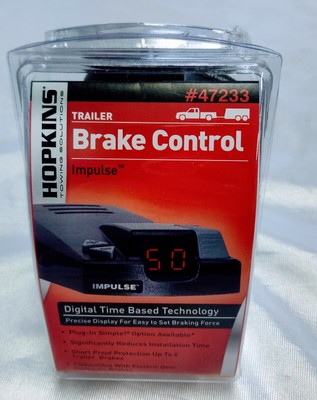 #47233
HOPKINS
TOWING SOLUTIONS
TRAILER
Brake Control
Impulse™
50
IMPULSE
Digital Time Based Technology
Precise Display For Easy to Set Braking Force
• Plug-In Simple!® Option Available*
• Significantly Reduces Installation Time
• Short Proof Protection Up To 4
Trailer Brakes